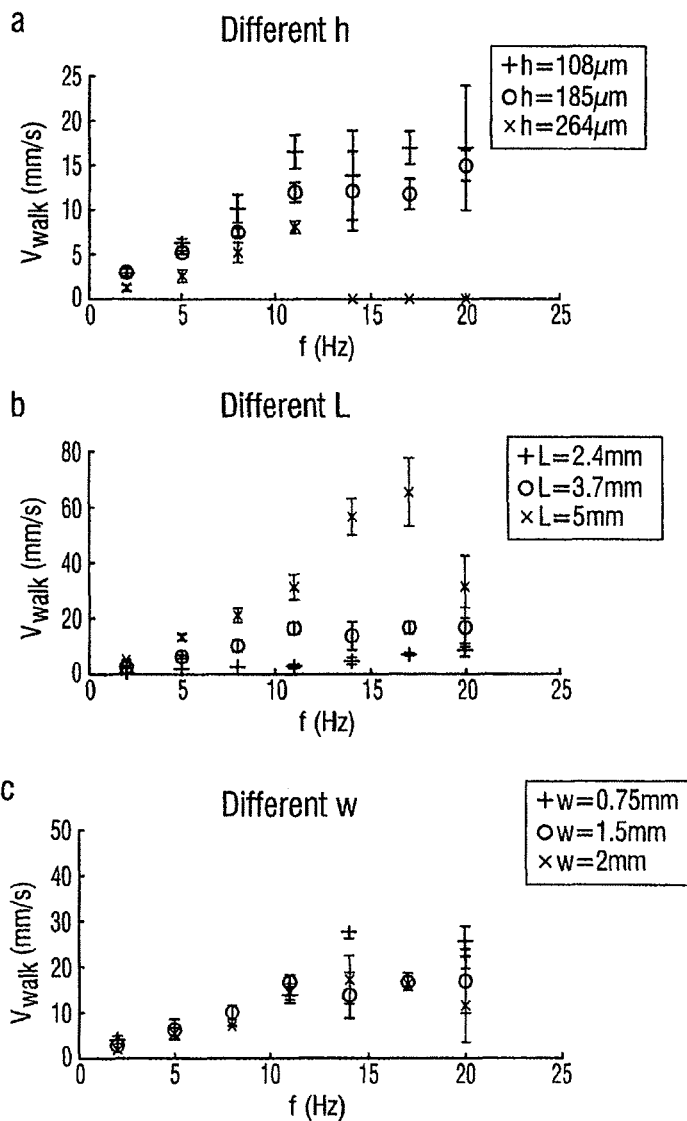 a
Different h
+ h=108μm
o h=185μm
× h=264μm
25
20
15
10
5
0
Vwalk (mm/s)
0 5 10 15 20 25
f (Hz)
b
Different L
+ L=2.4mm
o L=3.7mm
× L=5mm
80
60
40
20
0
Vwalk (mm/s)
0 5 10 15 20 25
f (Hz)
c
Different w
+ w=0.75mm
o w=1.5mm
× w=2mm
50
40
30
20
10
0
Vwalk (mm/s)
0 5 10 15 20 25
f (Hz)